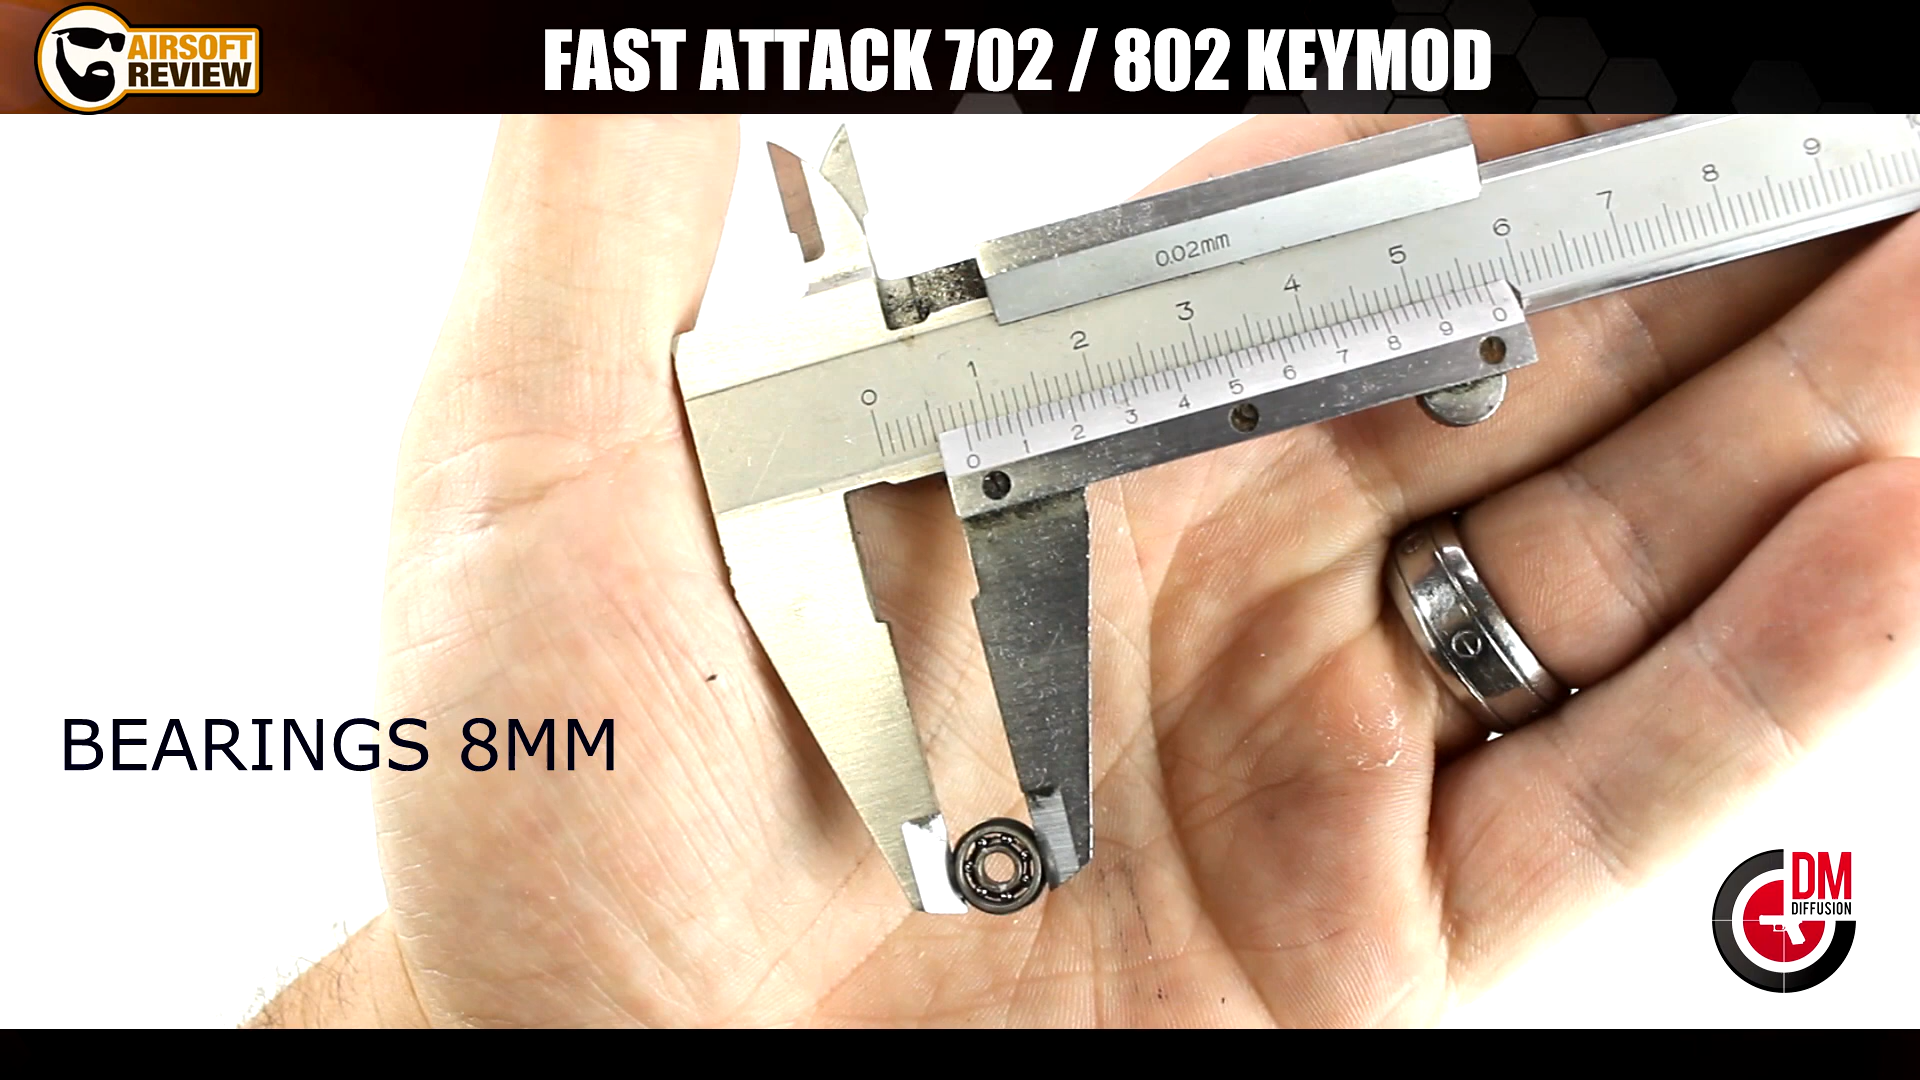 AIRSOFT
REVIEW
FAST ATTACK 702 / 802 KEYMOD
0.02mm
0 1 2 3 4 5 6 7 8 9 10
0 1 2 3 4 5 6 7 8 9 0
BEARINGS 8MM
DM
DIFFUSION